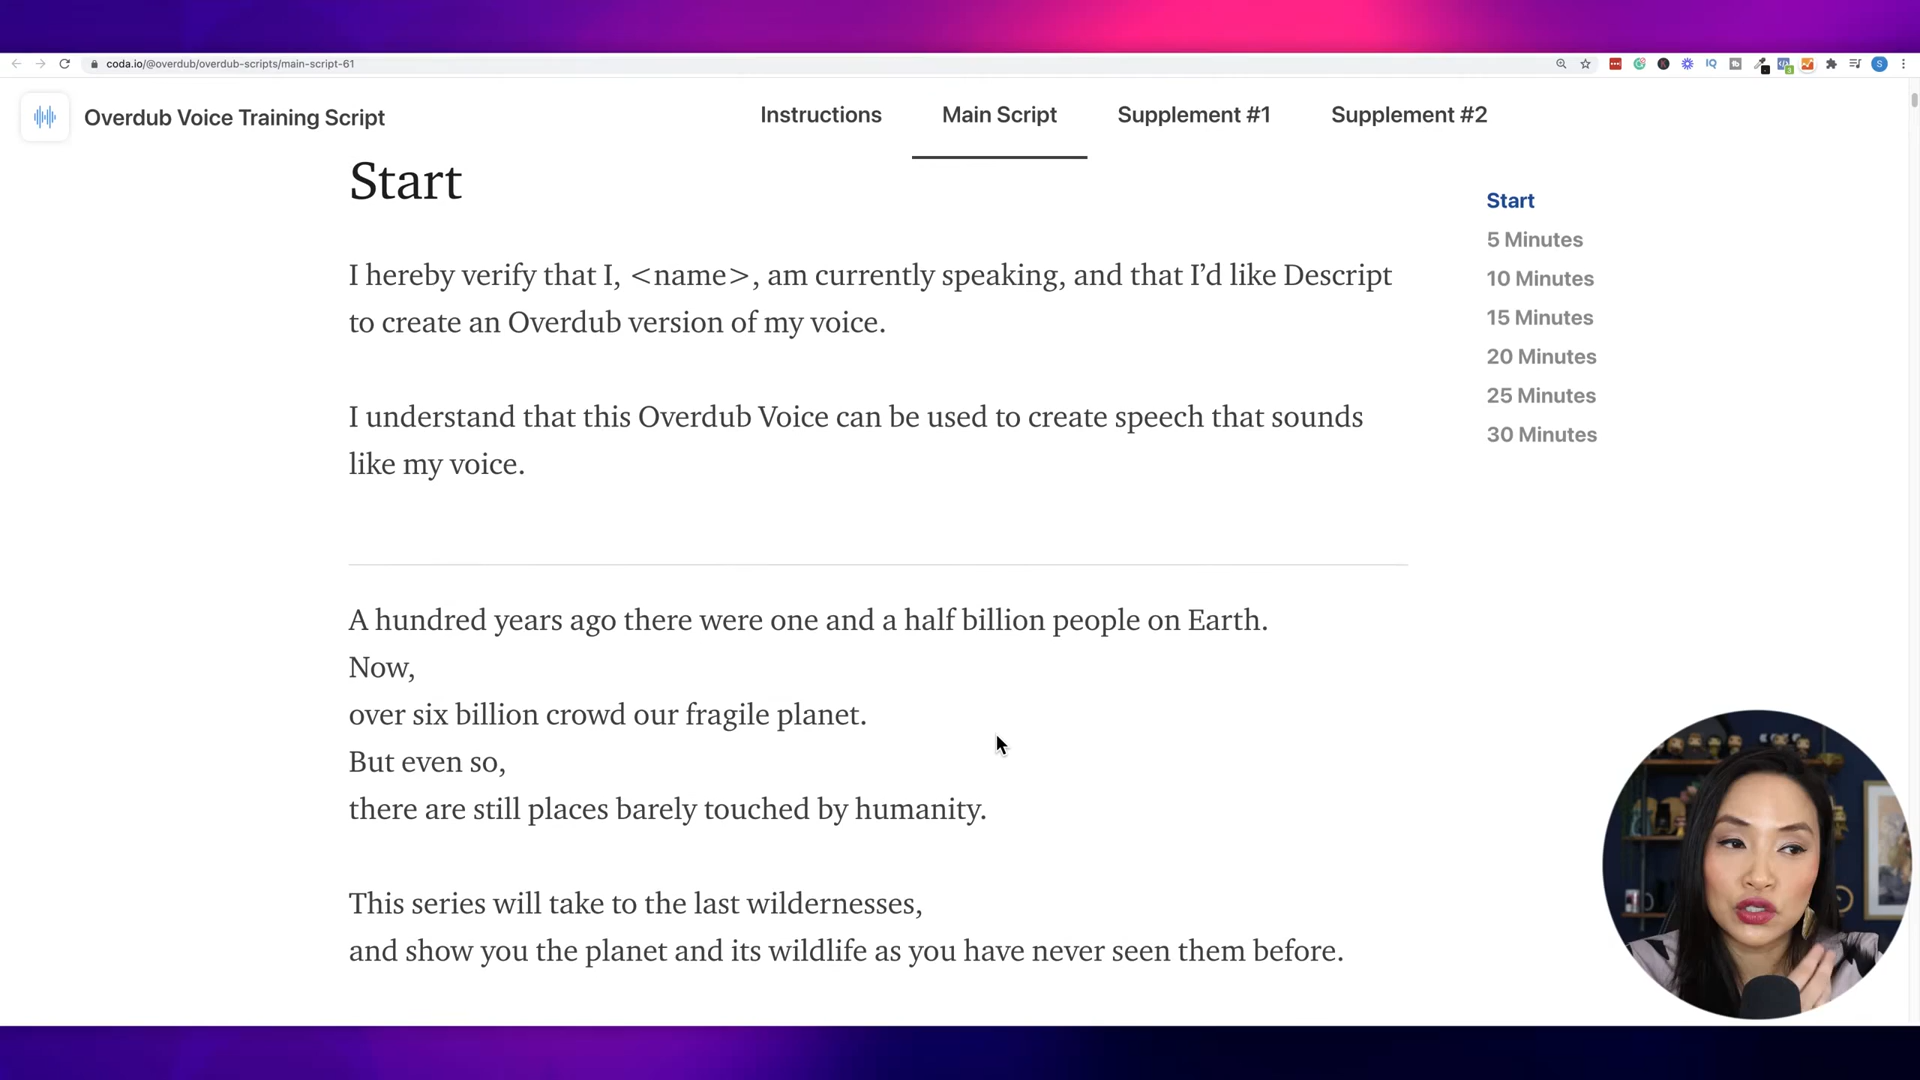 coda.io/@overdub/overdub-scripts/main-script-61
Overdub Voice Training Script
Instructions
Main Script
Supplement #1
Supplement #2
Start
I hereby verify that I, <name>, am currently speaking, and that I’d like Descript
to create an Overdub version of my voice.
I understand that this Overdub Voice can be used to create speech that sounds
like my voice.
A hundred years ago there were one and a half billion people on Earth.
Now,
over six billion crowd our fragile planet.
But even so,
there are still places barely touched by humanity.
This series will take to the last wildernesses,
and show you the planet and its wildlife as you have never seen them before.
Start
5 Minutes
10 Minutes
15 Minutes
20 Minutes
25 Minutes
30 Minutes